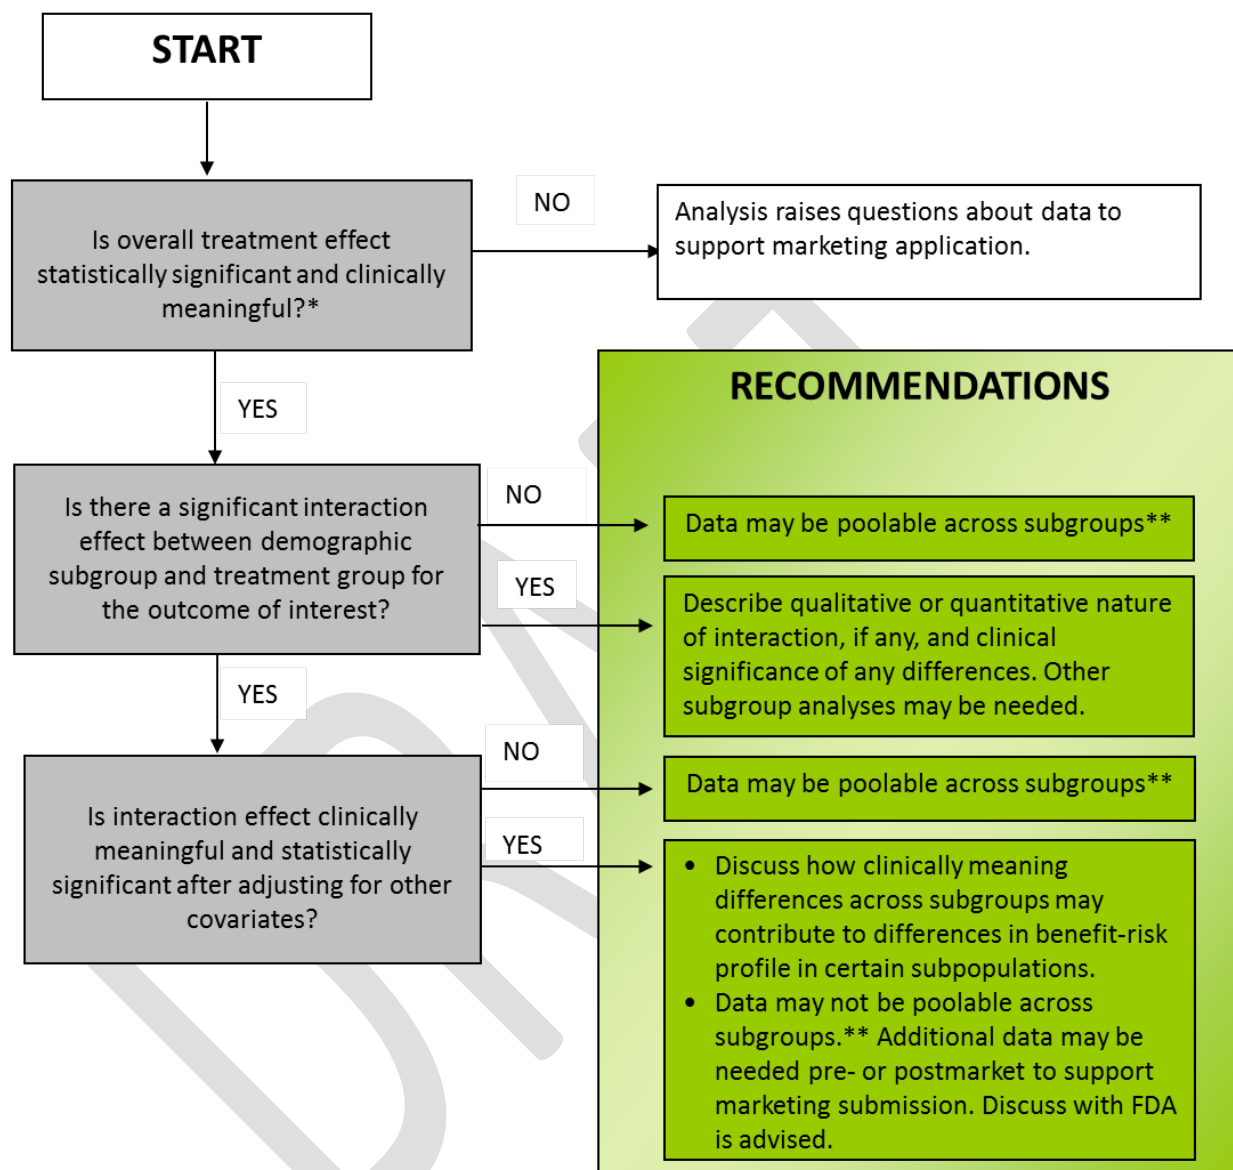 START
Is overall treatment effect
statistically significant and clinically
meaningful?*
NO
Analysis raises questions about data to
support marketing application.
YES
RECOMMENDATIONS
Is there a significant interaction
effect between demographic
subgroup and treatment group for
the outcome of interest?
NO
Data may be poolable across subgroups**
YES
Describe qualitative or quantitative nature
of interaction, if any, and clinical
significance of any differences. Other
subgroup analyses may be needed.
YES
Is interaction effect clinically
meaningful and statistically
significant after adjusting for other
covariates?
NO
Data may be poolable across subgroups**
YES
• Discuss how clinically meaning
differences across subgroups may
contribute to differences in benefit-risk
profile in certain subpopulations.
• Data may not be poolable across
subgroups.** Additional data may be
needed pre- or postmarket to support
marketing submission. Discuss with FDA
is advised.
DRAFT